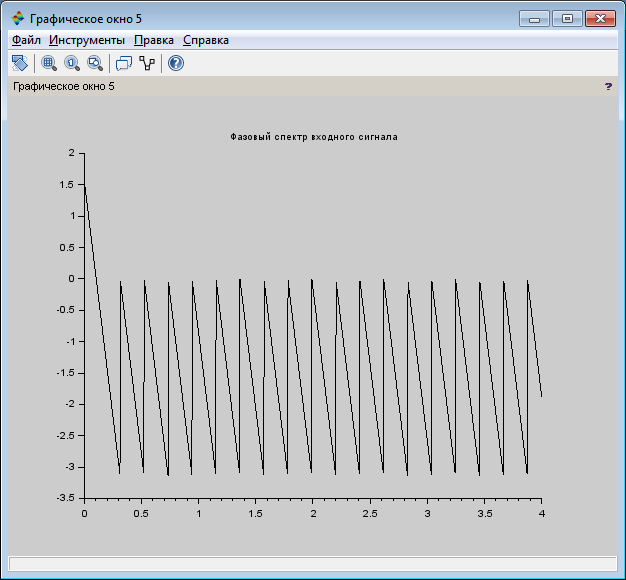 Графическое окно 5
Файл Инструменты Правка Справка
Графическое окно 5 ?
Фазовый спектр входного сигнала
2
1.5
1
0.5
0
-0.5
-1
-1.5
-2
-2.5
-3
-3.5
0 0.5 1 1.5 2 2.5 3 3.5 4